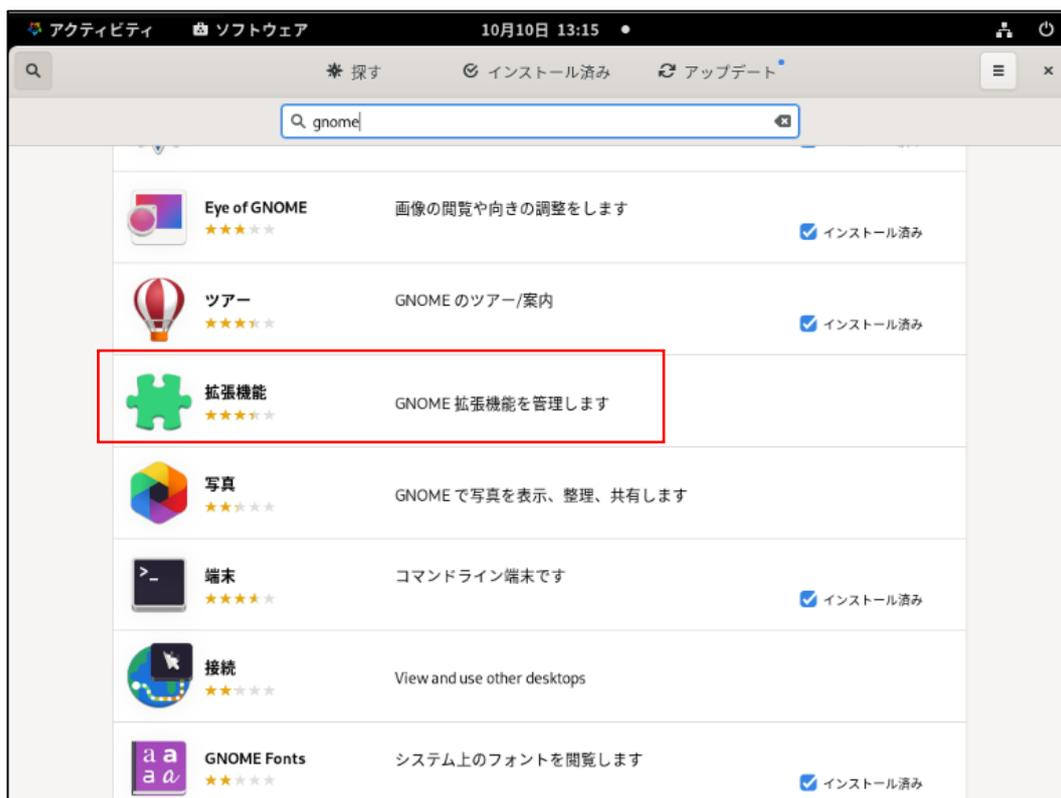 アクティビティ ソフトウェア 10月10日 13:15
探す インストール済み アップデート
gnome
Eye of GNOME 画像の閲覧や向きの調整をします
インストール済み
ツアー GNOME のツアー/案内
インストール済み
拡張機能
GNOME 拡張機能を管理します
写真
GNOME で写真を表示、整理、共有します
>_
端末 コマンドライン端末です
インストール済み
接続
View and use other desktops
a a
a a
GNOME Fonts システム上のフォントを閲覧します
インストール済み